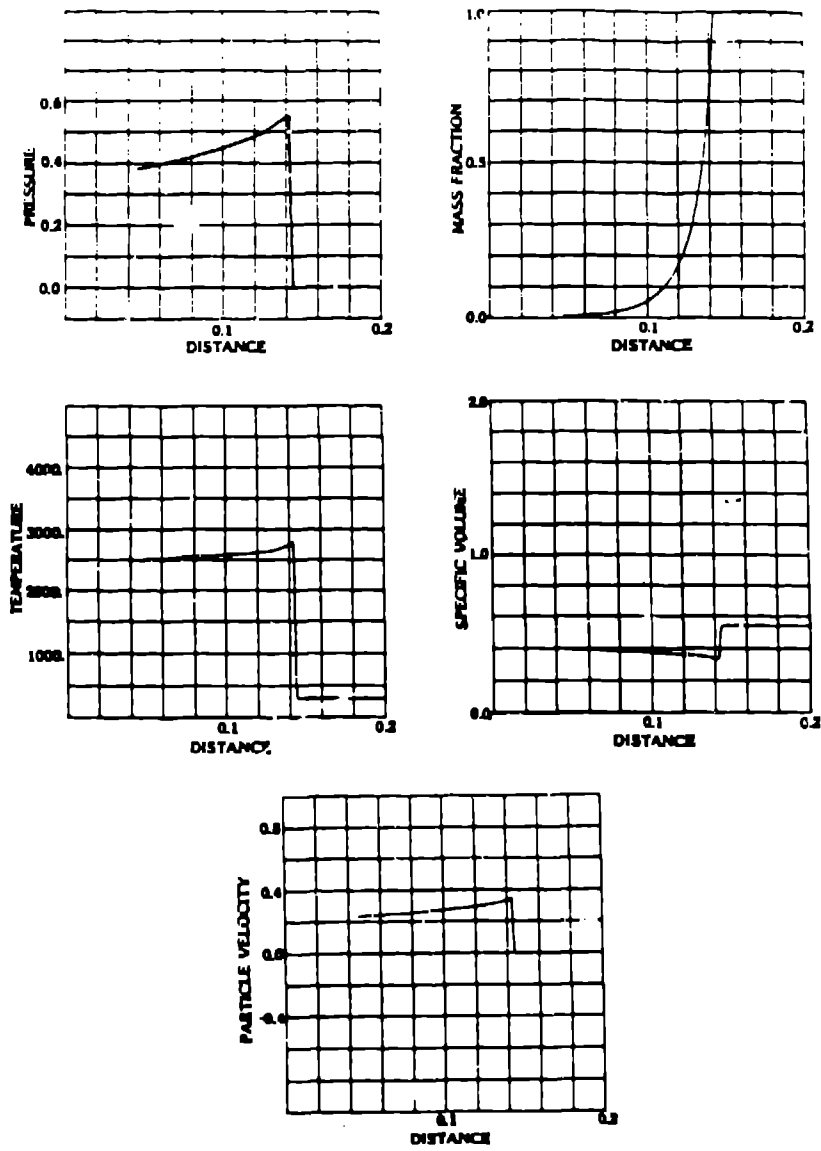 PRESSURE
0.6
0.4
0.2
0.0
0.1
0.2
DISTANCE
MASS FRACTION
1.0
0.5
0.0
0.1
0.2
DISTANCE
TEMPERATURE
4000.
3000.
2000.
1000.
0.1
0.2
DISTANCE
SPECIFIC VOLUME
2.0
1.0
0.0
0.1
0.2
DISTANCE
PARTICLE VELOCITY
0.8
0.4
0.0
-0.4
0.1
0.2
DISTANCE